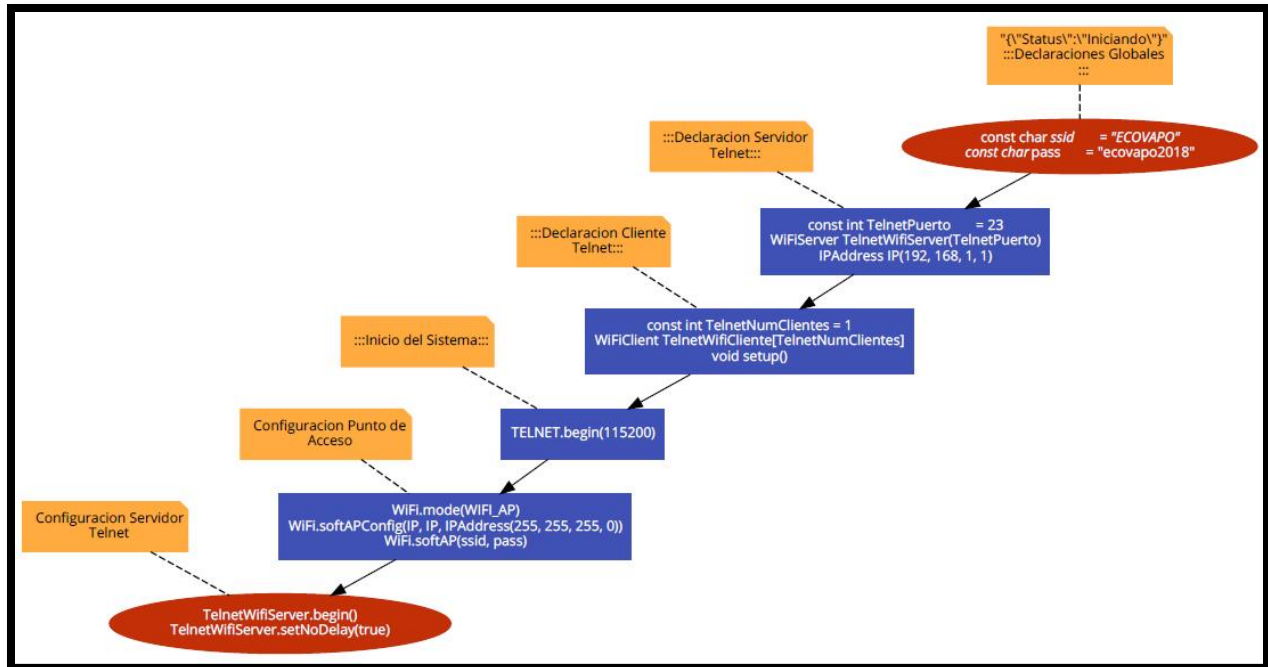 "{\"Status\":\"Iniciando\"}"
:::Declaraciones Globales
:::
const char ssid = "ECOVAPO"
const char pass = "ecovapo2018"
:::Declaracion Servidor
Telnet:::
const int TelnetPuerto = 23
WiFiServer TelnetWifiServer(TelnetPuerto)
IPAddress IP(192, 168, 1, 1)
:::Declaracion Cliente
Telnet:::
const int TelnetNumClientes = 1
WiFiClient TelnetWifiCliente[TelnetNumClientes]
void setup()
:::Inicio del Sistema:::
TELNET.begin(115200)
Configuracion Punto de
Acceso
WiFi.mode(WIFI_AP)
WiFi.softAPConfig(IP, IP, IPAddress(255, 255, 255, 0))
WiFi.softAP(ssid, pass)
Configuracion Servidor
Telnet
TelnetWifiServer.begin()
TelnetWifiServer.setNoDelay(true)